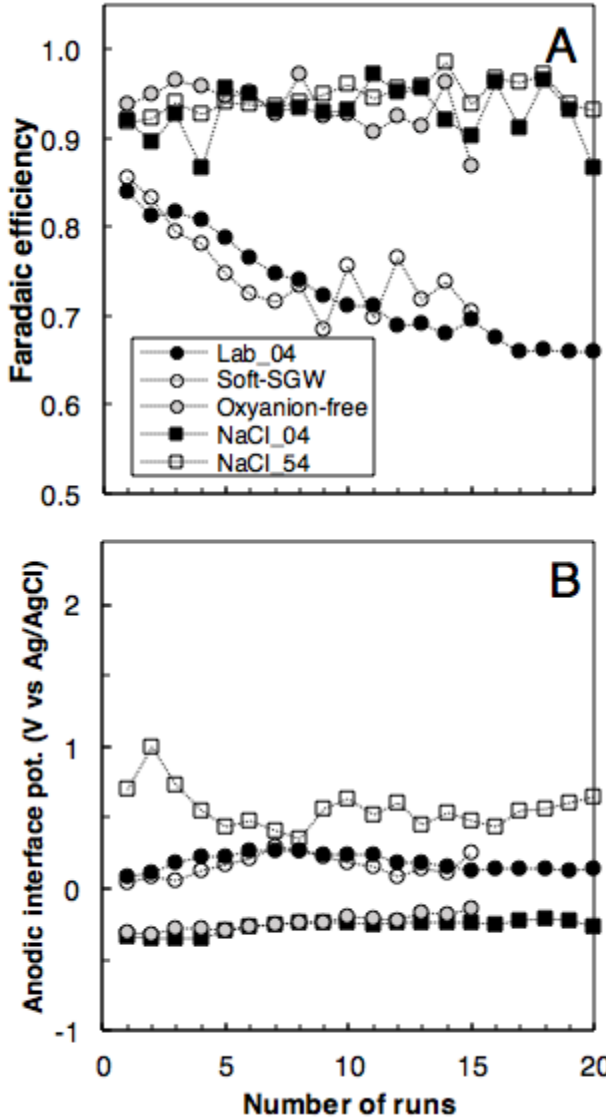 A
1.0
0.9
0.8
0.7
0.6
0.5
Faradaic efficiency
Lab_04
Soft-SGW
Oxyanion-free
NaCl_04
NaCl_54
B
2
1
0
-1
Anodic interface pot. (V vs Ag/AgCl)
0 5 10 15 20
Number of runs